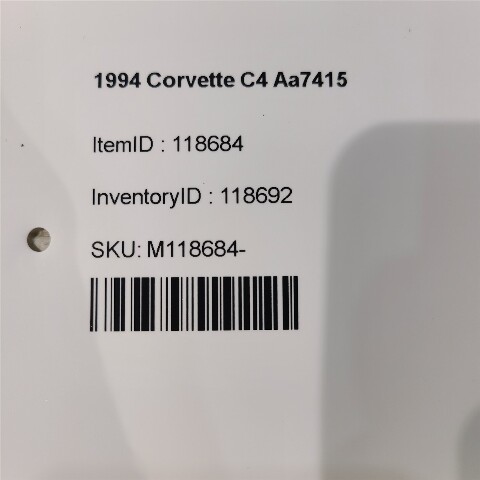 1994 Corvette C4 Aa7415
ItemID : 118684
InventoryID : 118692
SKU: M118684-